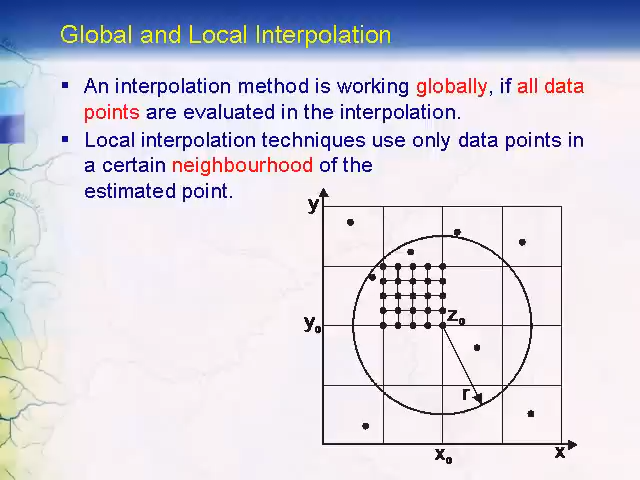 Global and Local Interpolation
▪ An interpolation method is working globally, if all data
points are evaluated in the interpolation.
▪ Local interpolation techniques use only data points in
a certain neighbourhood of the
estimated point.
y
y₀
z₀
r
x₀
x